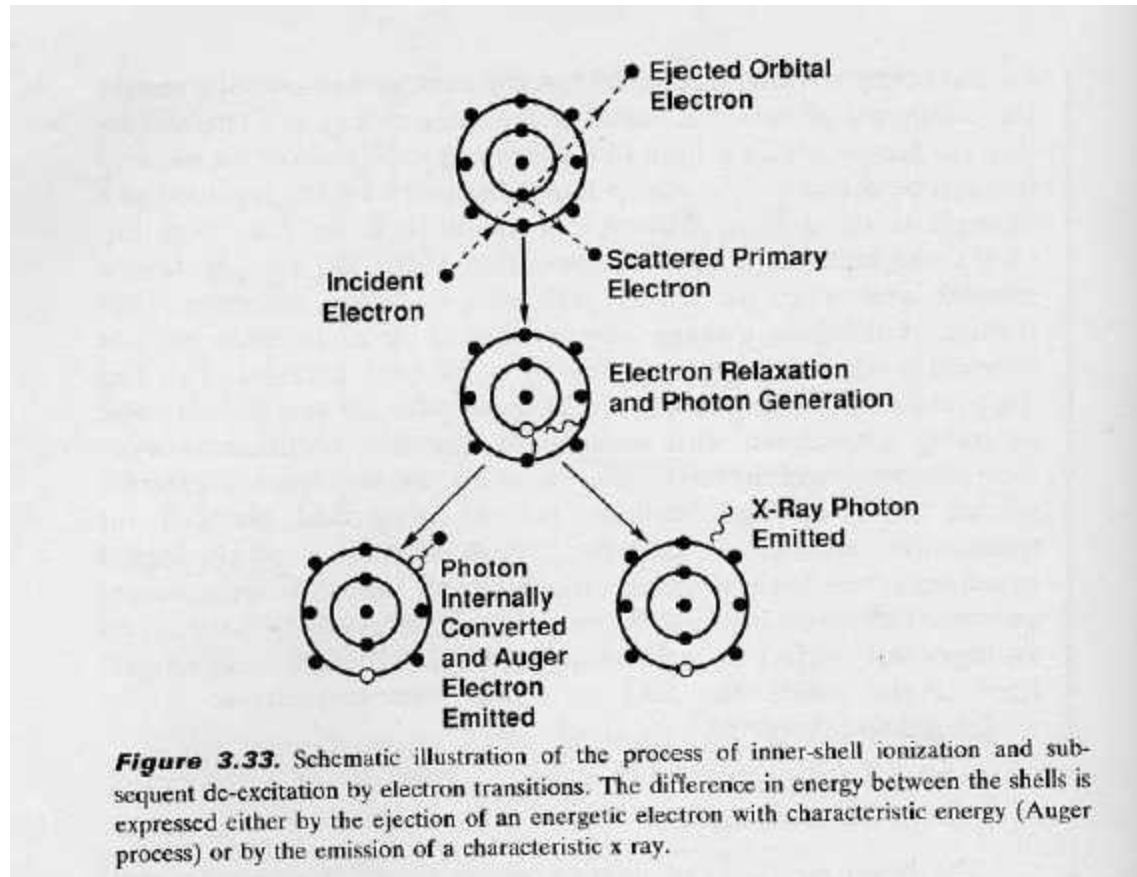 Ejected Orbital
Electron
Scattered Primary
Electron
Incident
Electron
Electron Relaxation
and Photon Generation
X-Ray Photon
Emitted
Photon
Internally
Converted
and Auger
Electron
Emitted
Figure 3.33. Schematic illustration of the process of inner-shell ionization and sub-
sequent de-excitation by electron transitions. The difference in energy between the shells is
expressed either by the ejection of an energetic electron with characteristic energy (Auger
process) or by the emission of a characteristic x ray.